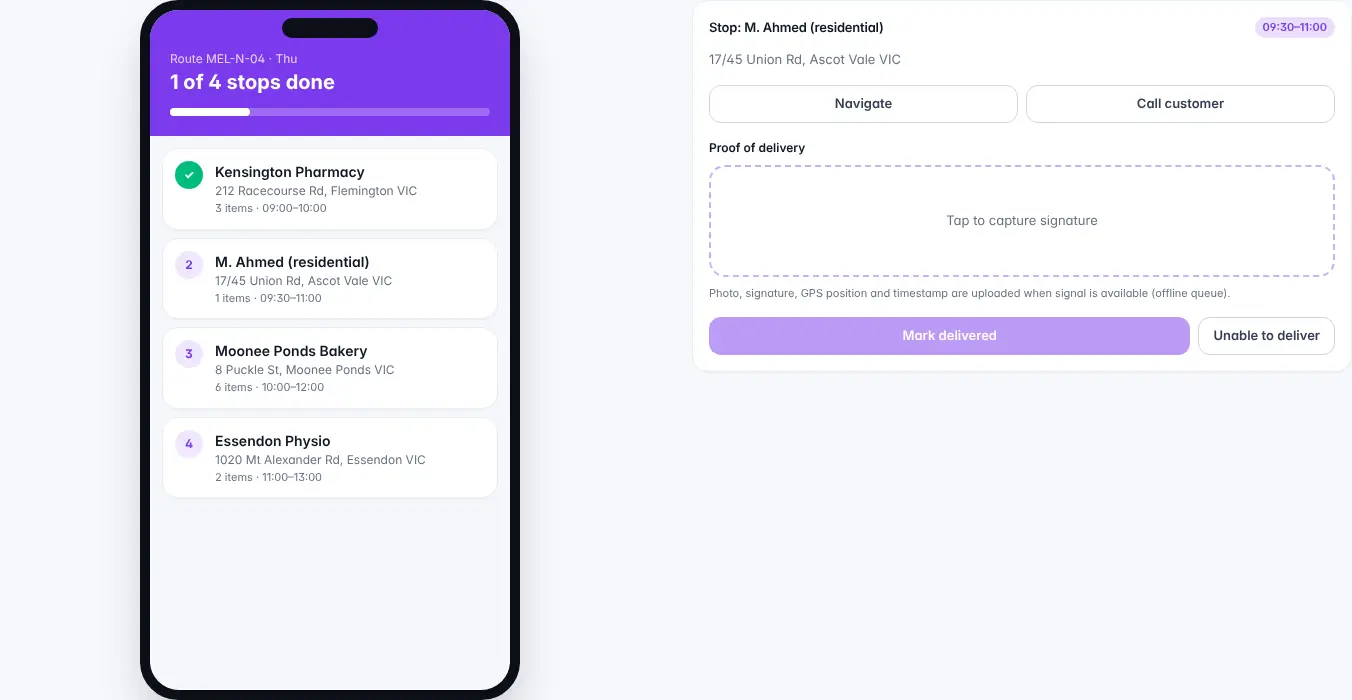 Route MEL-N-04 · Thu
1 of 4 stops done
Kensington Pharmacy
212 Racecourse Rd, Flemington VIC
3 items · 09:00–10:00
2
M. Ahmed (residential)
17/45 Union Rd, Ascot Vale VIC
1 items · 09:30–11:00
3
Moonee Ponds Bakery
8 Puckle St, Moonee Ponds VIC
6 items · 10:00–12:00
4
Essendon Physio
1020 Mt Alexander Rd, Essendon VIC
2 items · 11:00–13:00
Stop: M. Ahmed (residential)
09:30–11:00
17/45 Union Rd, Ascot Vale VIC
Navigate
Call customer
Proof of delivery
Tap to capture signature
Photo, signature, GPS position and timestamp are uploaded when signal is available (offline queue).
Mark delivered
Unable to deliver